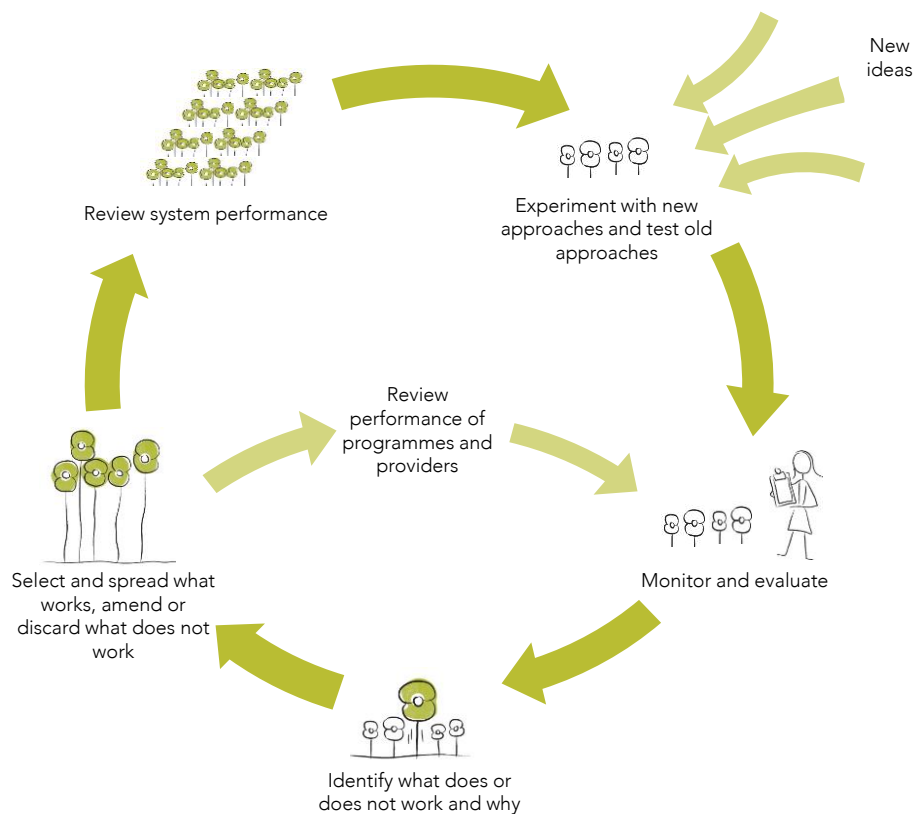 New
ideas
Review system performance
Experiment with new
approaches and test old
approaches
Review
performance of
programmes and
providers
Monitor and evaluate
Select and spread what
works, amend or
discard what does not
work
Identify what does or
does not work and why